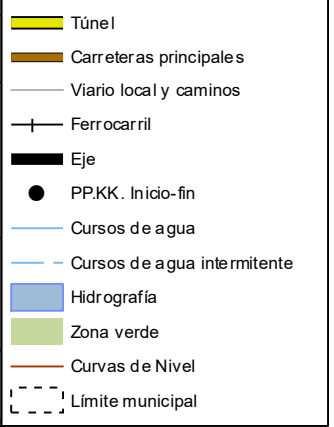 Túnel
Carreteras principales
Viario local y caminos
Ferrocarril
Eje
PP.KK. Inicio-fin
Cursos de agua
Cursos de agua intermitente
Hidrografía
Zona verde
Curvas de Nivel
Límite municipal